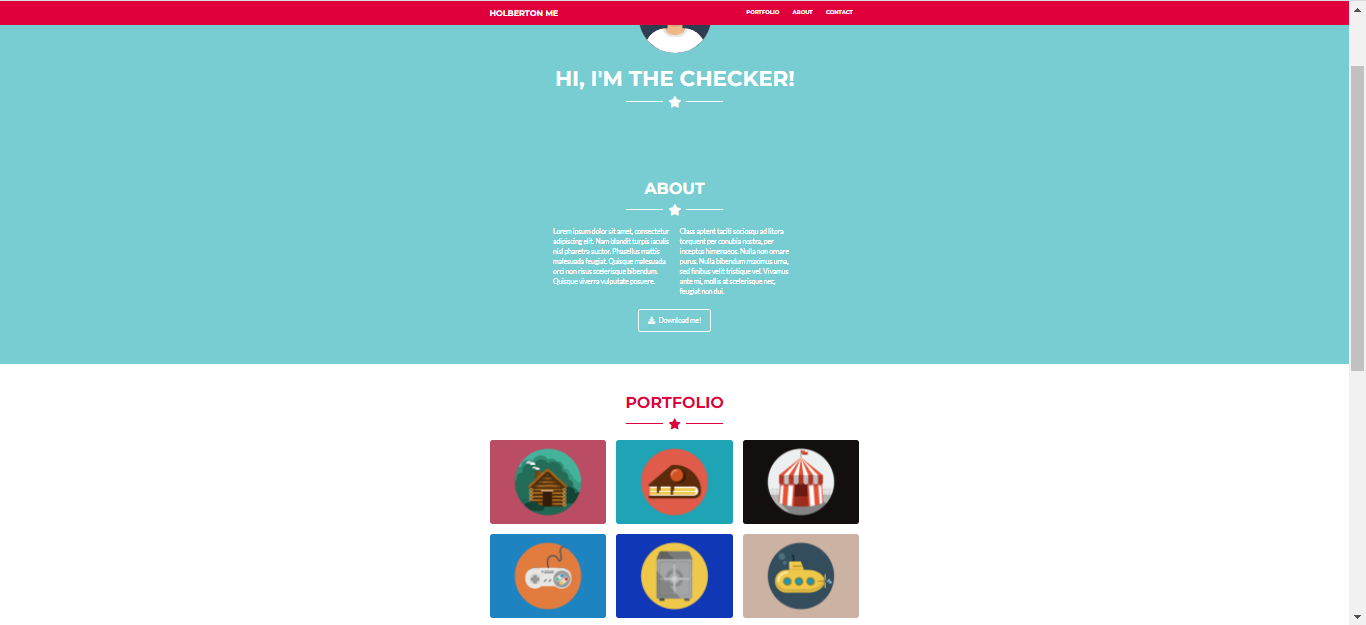 HOLBERTON ME
PORTFOLIO ABOUT CONTACT
HI, I'M THE CHECKER!
ABOUT
Lorem ipsum dolor sit amet, consectetur
adipiscing elit. Nam blandit turpis iaculis
nisl pharetra auctor. Phasellus mattis
malesuada feugiat. Quisque malesuada
orci non risus scelerisque bibendum.
Quisque viverra vulputate posuere.
Class aptent taciti sociosqu ad litora
torquent per conubia nostra, per
inceptos himenaeos. Nulla non ornare
purus. Nulla bibendum maximus urna,
sed finibus velit tristique vel. Vivamus
ante mi, mollis at scelerisque nec,
feugiat non dui.
Download me!
PORTFOLIO